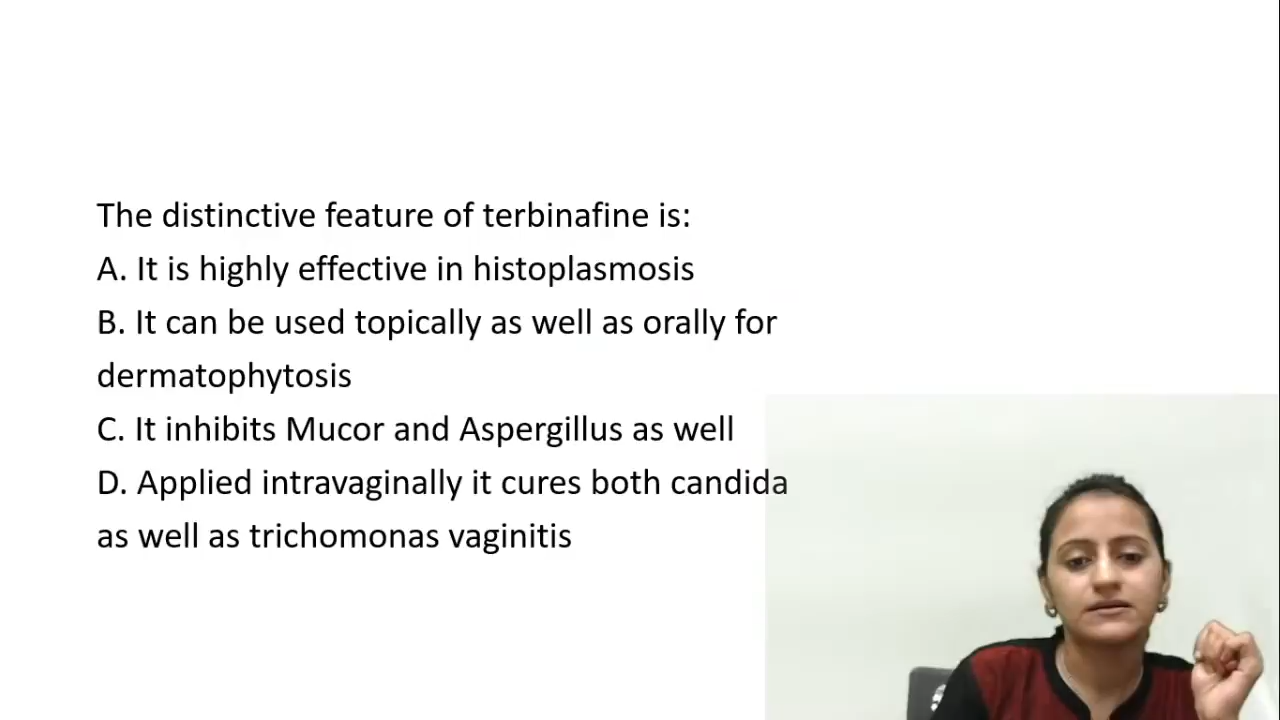 The distinctive feature of terbinafine is:
A. It is highly effective in histoplasmosis
B. It can be used topically as well as orally for
dermatophytosis
C. It inhibits Mucor and Aspergillus as well
D. Applied intravaginally it cures both candida
as well as trichomonas vaginitis